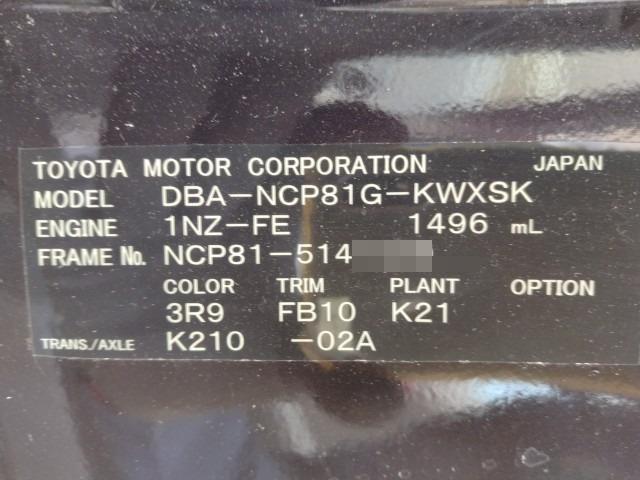 TOYOTA MOTOR CORPORATION JAPAN
MODEL DBA-NCP81G-KWXSK
ENGINE 1NZ-FE 1496 mL
FRAME No. NCP81-514
COLOR TRIM PLANT OPTION
3R9 FB10 K21
TRANS./AXLE K210 -02A